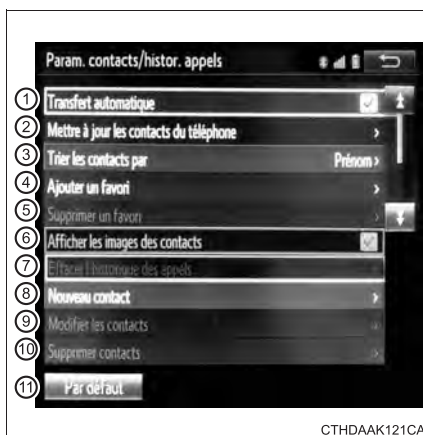 Param. contacts/histor. appels
1 Transfert automatique
2 Mettre à jour les contacts du téléphone
3 Trier les contacts par Prénom
4 Ajouter un favori
5 Supprimer un favori
6 Afficher les images des contacts
7 Effacer l'historique des appels
8 Nouveau contact
9 Modifier les contacts
10 Supprimer contacts
11 Par défaut
CTHDAAK121CA